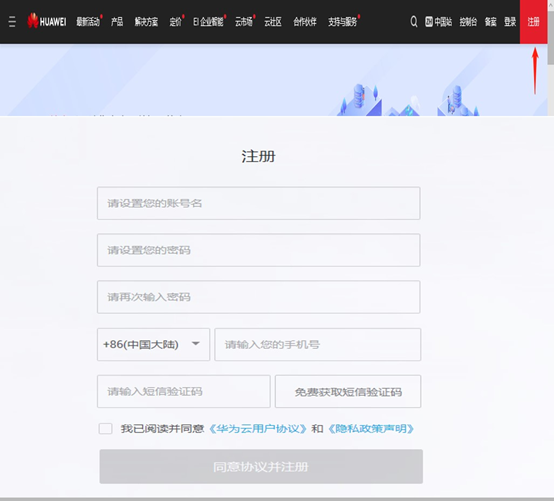 HUAWEI 最新活动 产品 解决方案 定价 EI 企业智能 云市场 云社区 合作伙伴 支持与服务 中国站 控制台 备案 登录 注册
注册
请设置您的账号名
请设置您的密码
请再次输入密码
+86(中国大陆) 请输入您的手机号
请输入短信验证码 免费获取短信验证码
我已阅读并同意《华为云用户协议》和《隐私政策声明》
同意协议并注册